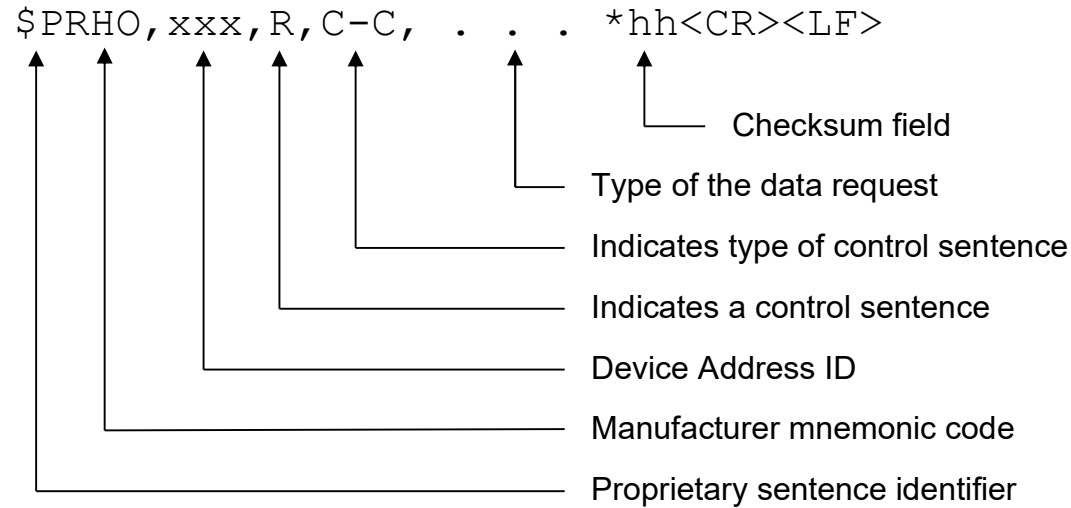 $PRHO,xxx,R,C-C, . . . *hh<CR><LF>
Checksum field
Type of the data request
Indicates type of control sentence
Indicates a control sentence
Device Address ID
Manufacturer mnemonic code
Proprietary sentence identifier